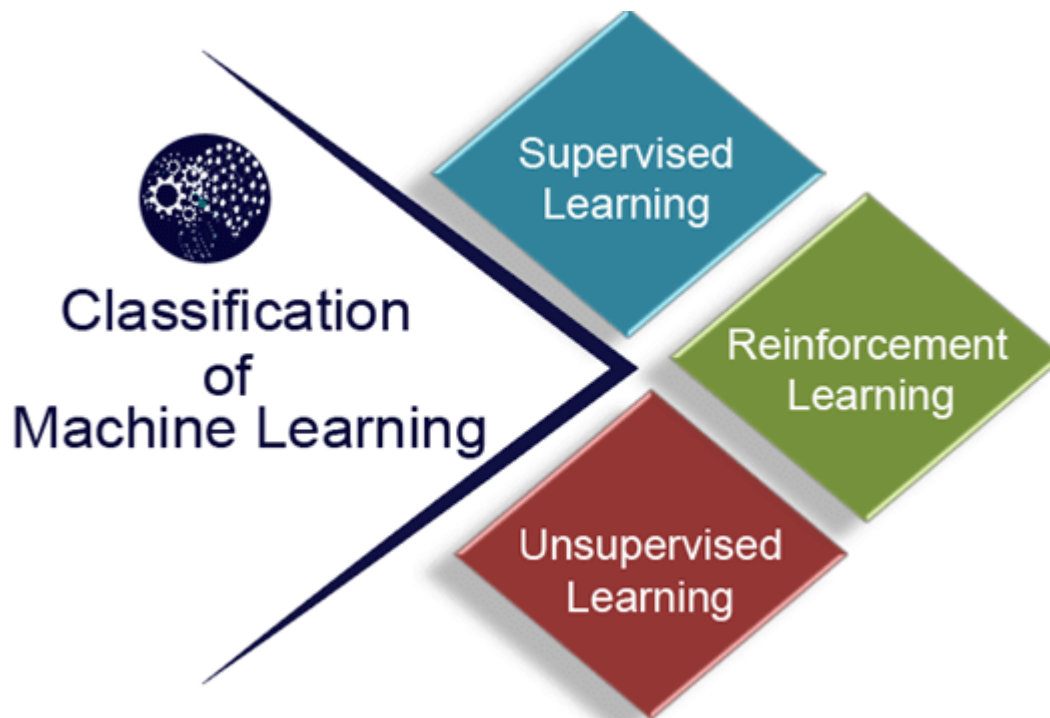 Classification
of
Machine Learning
Supervised
Learning
Reinforcement
Learning
Unsupervised
Learning